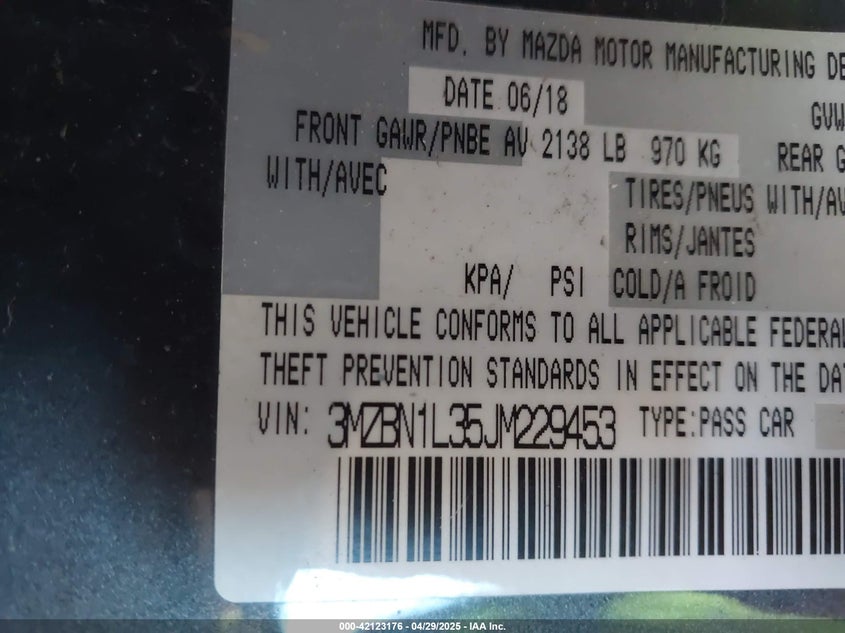 MFD. BY MAZDA MOTOR MANUFACTURING DE
DATE 06/18 GVW
FRONT GAWR/PNBE AV 2138 LB 970 KG REAR G
WITH/AVEC TIRES/PNEUS WITH/AV
RIMS/JANTES
KPA/ PSI COLD/A FROID
THIS VEHICLE CONFORMS TO ALL APPLICABLE FEDERAL
THEFT PREVENTION STANDARDS IN EFFECT ON THE DAT
VIN: 3MZBN1L35JM229453 TYPE:PASS CAR
000-42123176 - 04/29/2025 - IAA Inc.